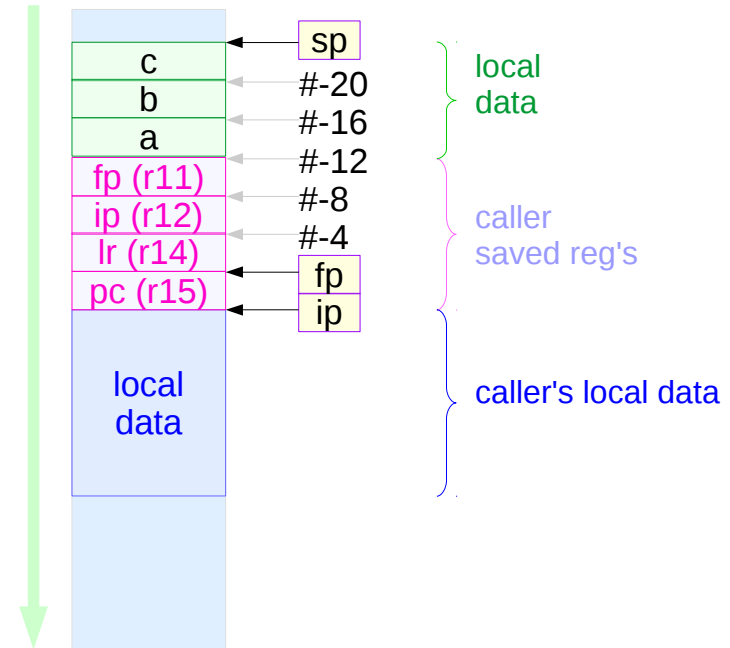 sp
c
#-20
b
#-16
a
#-12
fp (r11)
#-8
ip (r12)
#-4
lr (r14)
fp
pc (r15)
ip
local
data
local
data
caller
saved reg's
caller's local data